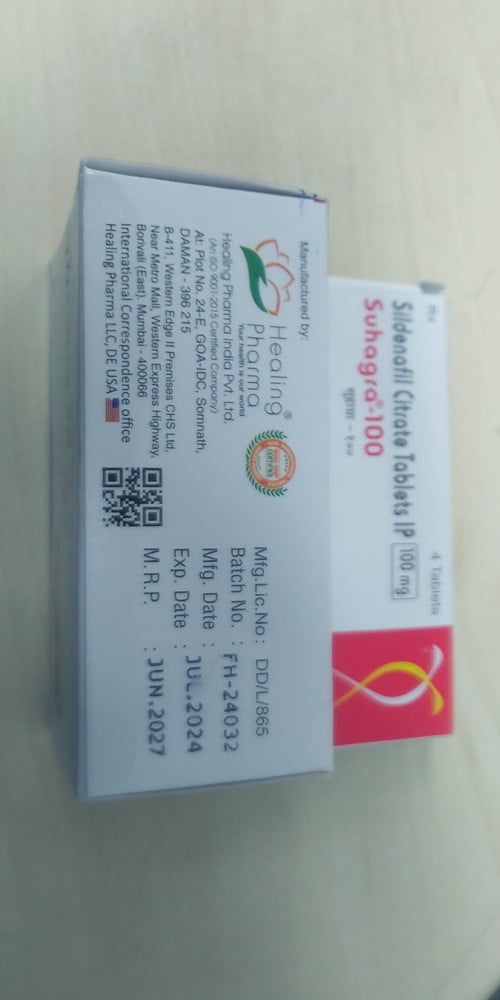 Manufactured by:
Healing®
Pharma
Your health is our world
Healing Pharma India Pvt. Ltd.
(An ISO 9001:2015 Certified Company)
At: Plot No. 24-E, GOA-IDC, Somnath,
DAMAN - 396 215
B-411, Western Edge II Premises CHS Ltd,
Near Metro Mall, Western Express Highway,
Borivali (East), Mumbai - 400066
International Correspondence office
Healing Pharma LLC, DE USA
CERTIFIED
Mfg.Lic.No: DD/L/865
Batch No. : FH-24032
Mfg. Date : JUL.2024
Exp. Date : JUN.2027
M.R.P. :
Rx
4 Tablets
Sildenafil Citrate Tablets IP 100 mg
Suhagra®-100
सुहाग्रा - १००